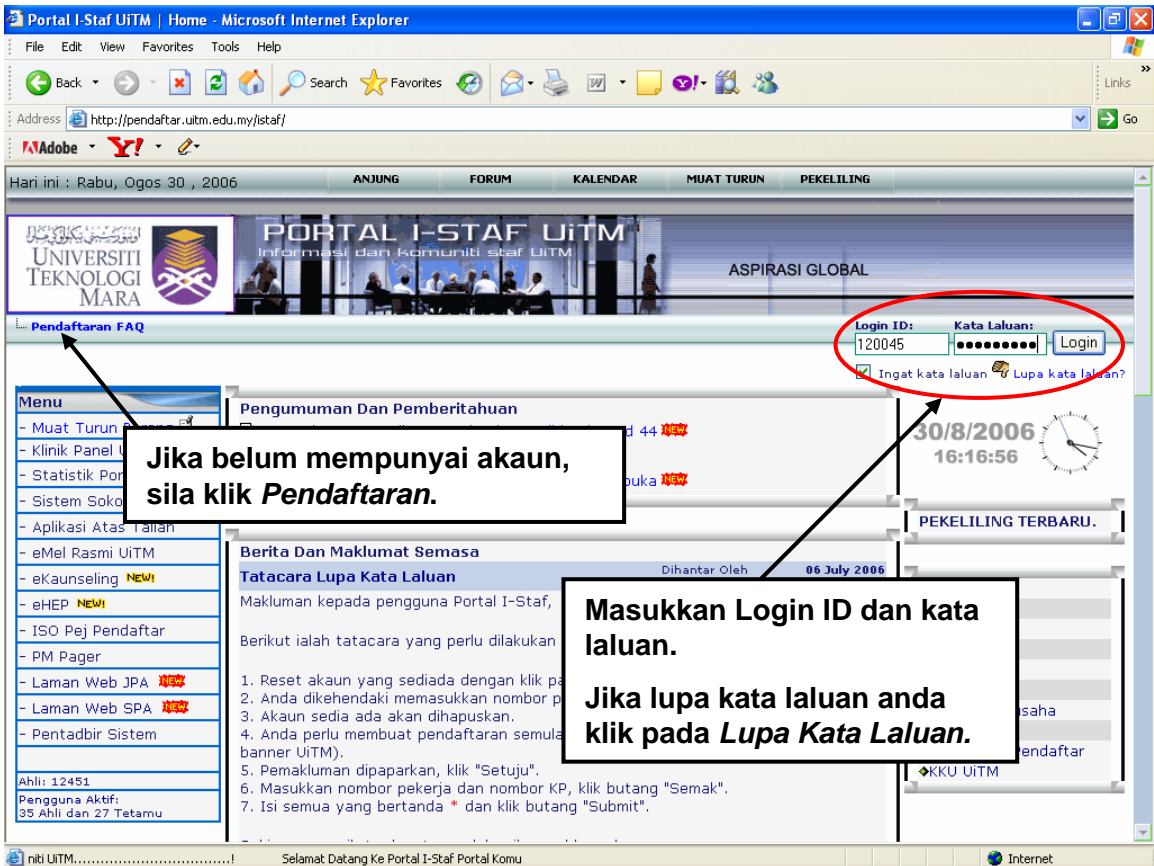 Portal I-Staf UiTM | Home - Microsoft Internet Explorer
File Edit View Favorites Tools Help
Back Search Favorites Links
Address http://pendaftar.uitm.edu.my/istaf/ Go
Adobe Y!
Hari ini : Rabu, Ogos 30 , 2006 ANJUNG FORUM KALENDAR MUAT TURUN PEKELILING
UNIVERSITI
TEKNOLOGI
MARA
PORTAL I-STAF UiTM
Informasi dan komuniti staf UiTM
ASPIRASI GLOBAL
Pendaftaran FAQ
Login ID: Kata Laluan:
120045 ●●●●●●●●● Login
Ingat kata laluan Lupa kata laluan?
Menu
- Muat Turun
- Klinik Panel
- Statistik
- Sistem
- Aplikasi Atas Talian
- eMel Rasmi UiTM
- eKaunseling NEW!
- eHEP NEW!
- ISO Pej Pendaftar
- PM Pager
- Laman Web JPA NEW
- Laman Web SPA NEW
- Pentadbir Sistem
Ahli: 12451
Pengguna Aktif:
35 Ahli dan 27 Tetamu
Pengumuman Dan Pemberitahuan
44 NEW
NEW
Jika belum mempunyai akaun,
sila klik Pendaftaran.
Berita Dan Maklumat Semasa
Tatacara Lupa Kata Laluan Dihantar Oleh 06 July 2006
Makluman kepada pengguna Portal I-Staf,
Berikut ialah tatacara yang perlu dilakukan
1. Reset akaun yang sediada dengan klik
2. Anda dikehendaki memasukkan nombor
3. Akaun sedia ada akan dihapuskan.
4. Anda perlu membuat pendaftaran semula
banner UiTM).
5. Pemakluman dipaparkan, klik "Setuju".
6. Masukkan nombor pekerja dan nombor KP, klik butang "Semak".
7. Isi semua yang bertanda * dan klik butang "Submit".
30/8/2006
16:16:56
PEKELILING TERBARU.
Masukkan Login ID dan kata
laluan.
Jika lupa kata laluan anda
klik pada Lupa Kata Laluan.
KKU UiTM
niti UiTM..................................! Selamat Datang Ke Portal I-Staf Portal Komu Internet